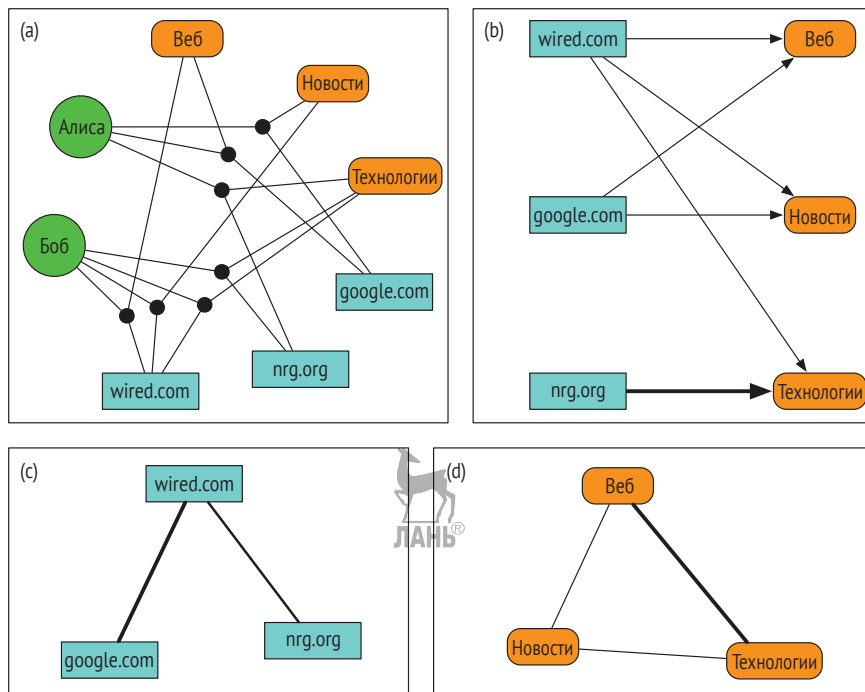 (a)
Веб
Новости
Алиса
Технологии
Боб
google.com
nrg.org
wired.com
(b)
wired.com
Веб
google.com
Новости
nrg.org
Технологии
(c)
wired.com
google.com
nrg.org
ЛАНЬ®
(d)
Веб
Новости
Технологии